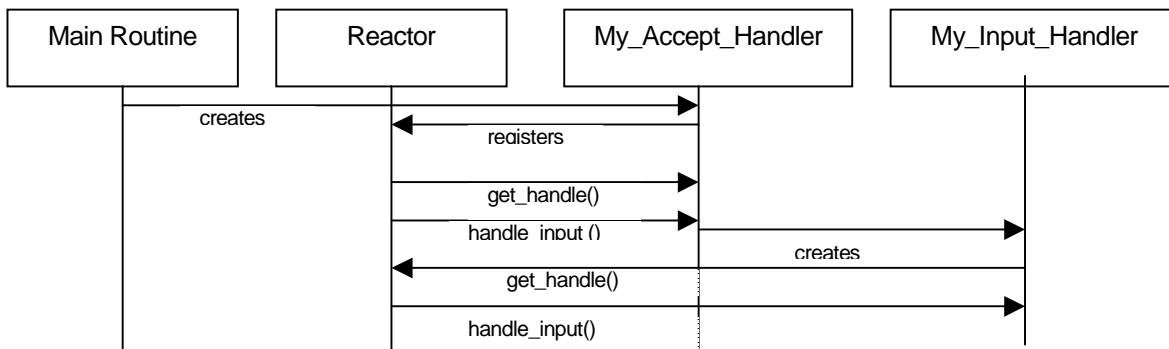 Main Routine
Reactor
My_Accept_Handler
My_Input_Handler
creates
registers
get_handle()
handle_input ()
creates
get_handle()
handle_input()